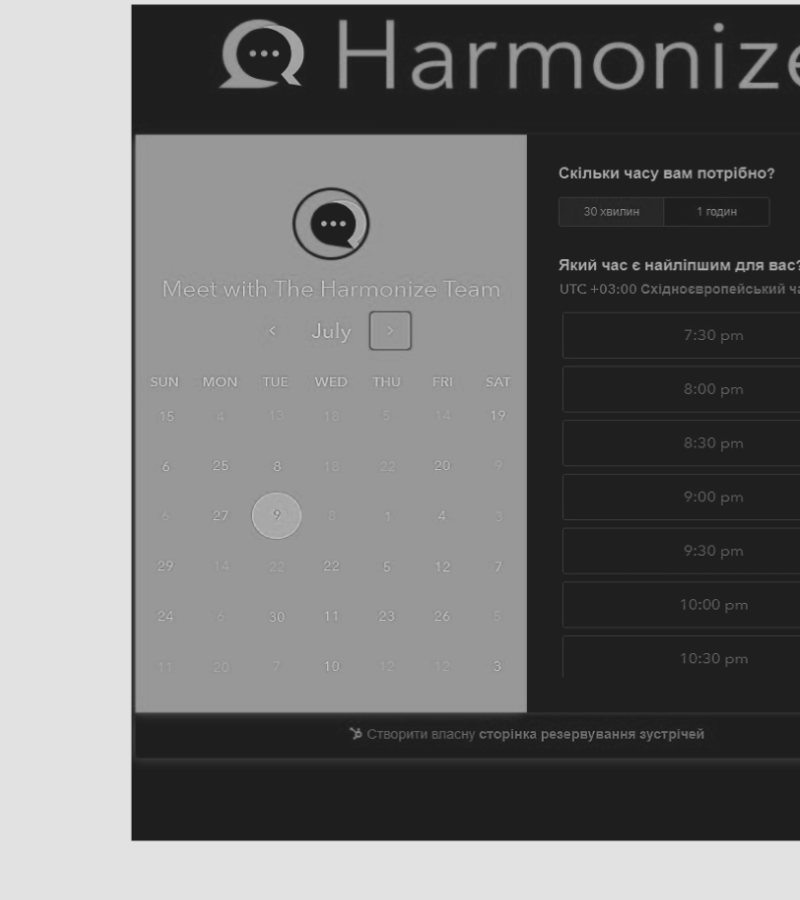 Harmonize
Meet with The Harmonize Team
July
SUN MON TUE WED THU FRI SAT
15 4 13 18 5 14 19
6 25 8 18 22 20 9
6 27 9 8 1 4 3
29 14 22 22 5 12 7
24 6 30 11 23 26 5
11 20 7 10 12 12 3
Скільки часу вам потрібно?
30 хвилин 1 годин
Який час є найліпшим для вас?
UTC +03:00 Східноєвропейський
7:30 pm
8:00 pm
8:30 pm
9:00 pm
9:30 pm
10:00 pm
10:30 pm
Створити власну сторінка резервування зустрічей